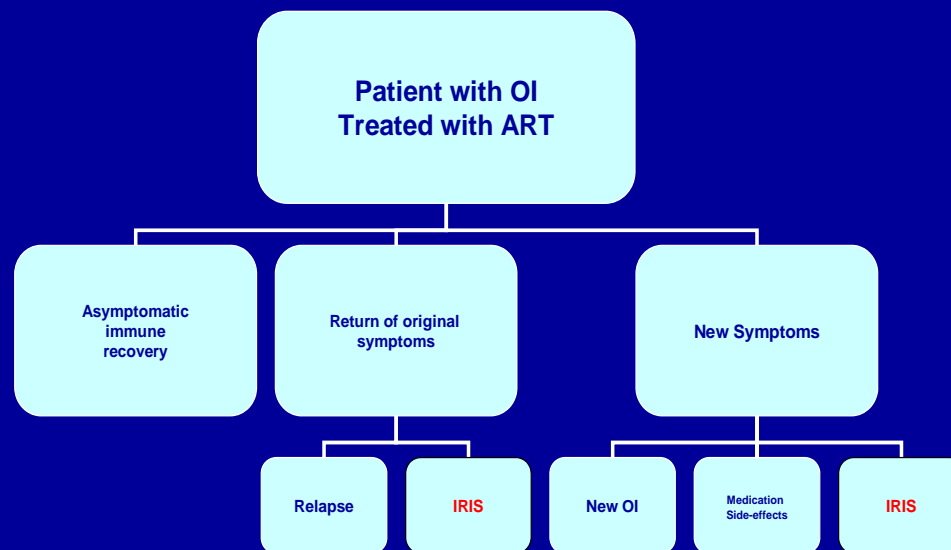 Patient with OI
Treated with ART
Asymptomatic
immune
recovery
Return of original
symptoms
New Symptoms
Relapse
IRIS
New OI
Medication
Side-effects
IRIS